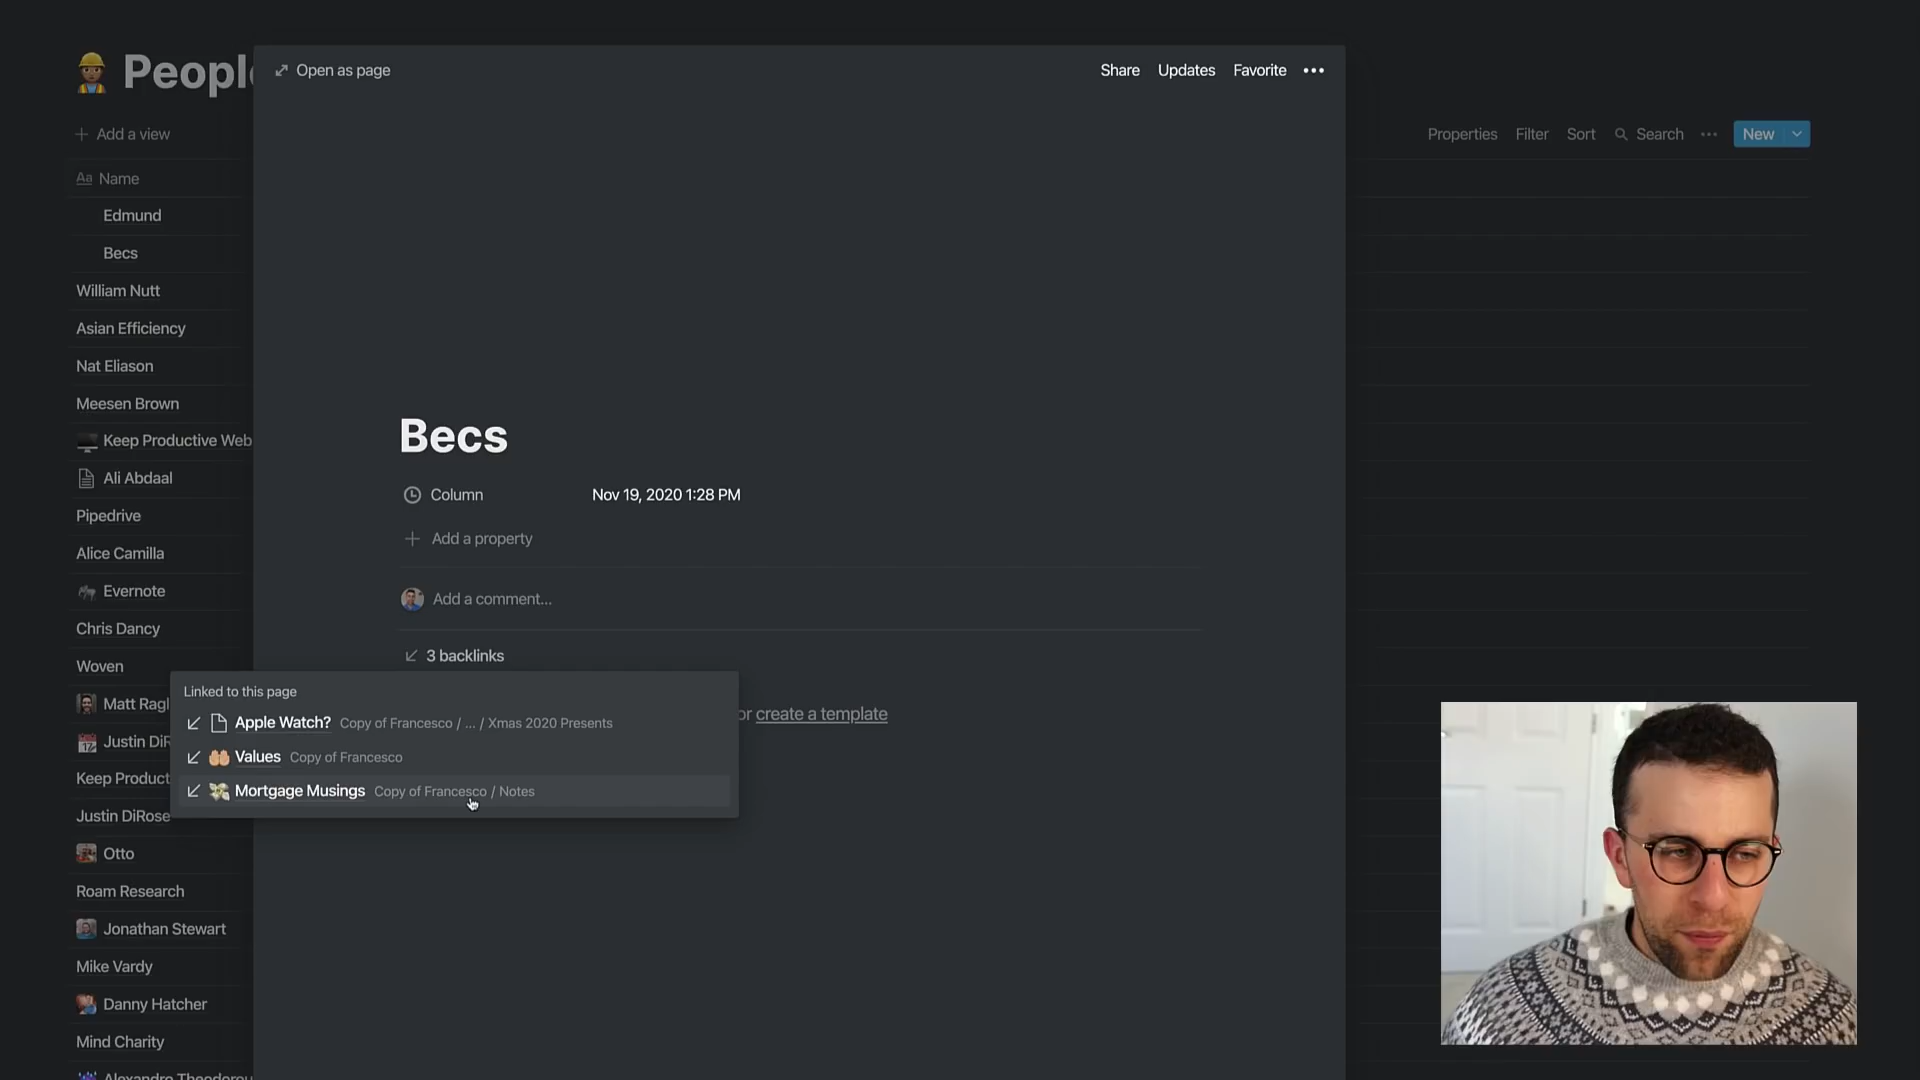 People
Open as page
Share
Updates
Favorite
Add a view
Properties
Filter
Sort
Search
New
Aa Name
Edmund
Becs
William Nutt
Asian Efficiency
Nat Eliason
Meesen Brown
Keep Productive Web
Ali Abdaal
Pipedrive
Alice Camilla
Evernote
Chris Dancy
Woven
Matt Ragl
Justin DiR
Keep Product
Justin DiRose
Otto
Roam Research
Jonathan Stewart
Mike Vardy
Danny Hatcher
Mind Charity
Becs
Column
Nov 19, 2020 1:28 PM
Add a property
Add a comment...
3 backlinks
Linked to this page
Apple Watch? Copy of Francesco / ... / Xmas 2020 Presents
Values Copy of Francesco
Mortgage Musings Copy of Francesco / Notes
or create a template